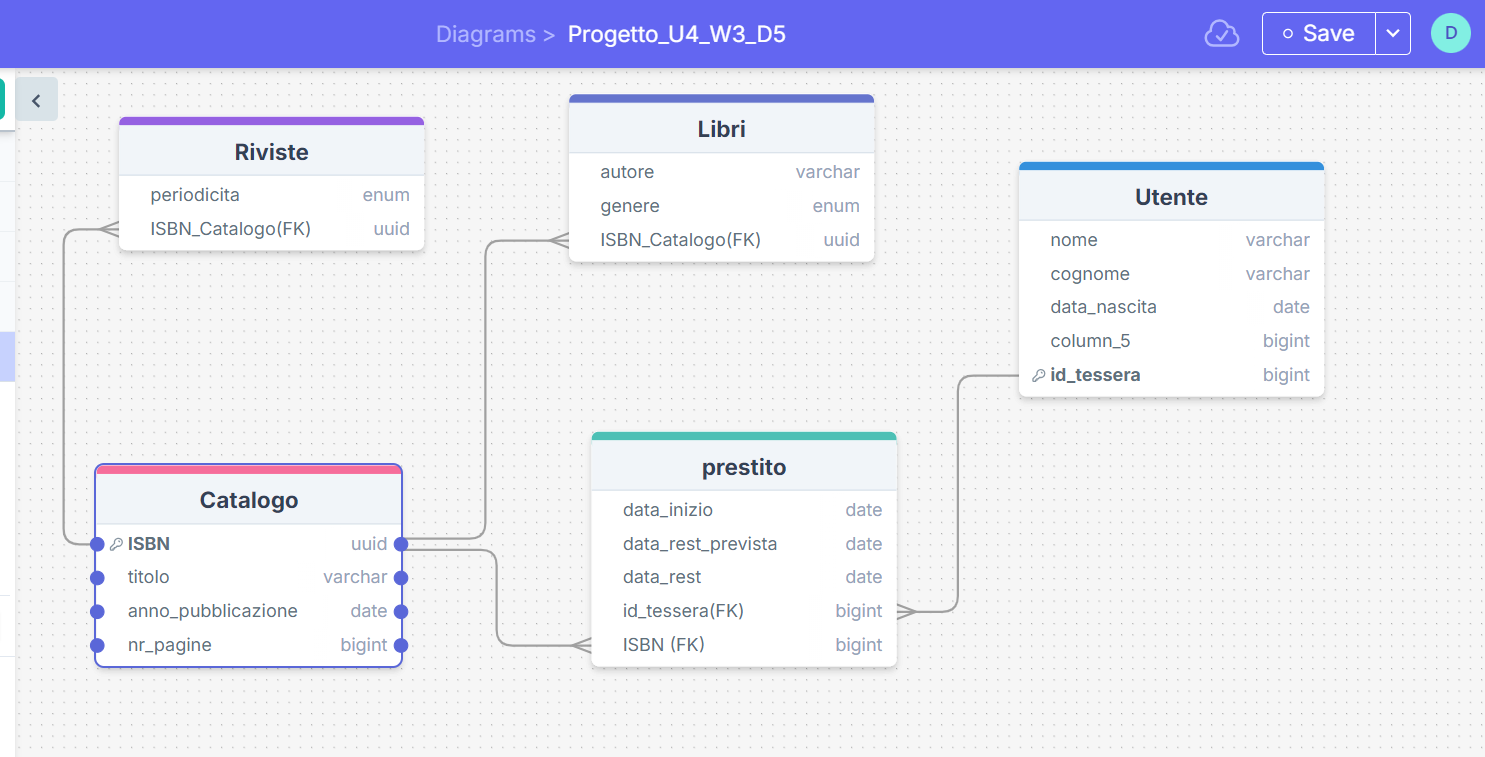 Diagrams > Progetto_U4_W3_D5
Save
D
Riviste
periodicita enum
ISBN_Catalogo(FK) uuid
Libri
autore varchar
genere enum
ISBN_Catalogo(FK) uuid
Utente
nome varchar
cognome varchar
data_nascita date
column_5 bigint
id_tessera bigint
Catalogo
ISBN uuid
titolo varchar
anno_pubblicazione date
nr_pagine bigint
prestito
data_inizio date
data_rest_prevista date
data_rest date
id_tessera(FK) bigint
ISBN (FK) bigint